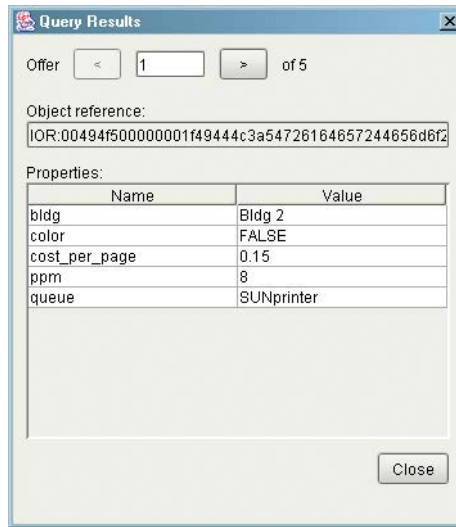 Query Results
Offer < 1 > of 5
Object reference:
IOR:00494f500000001f49444c3a54726164657244656d6f2
Properties:
Name Value
bldg Bldg 2
color FALSE
cost_per_page 0.15
ppm 8
queue SUNprinter
Close